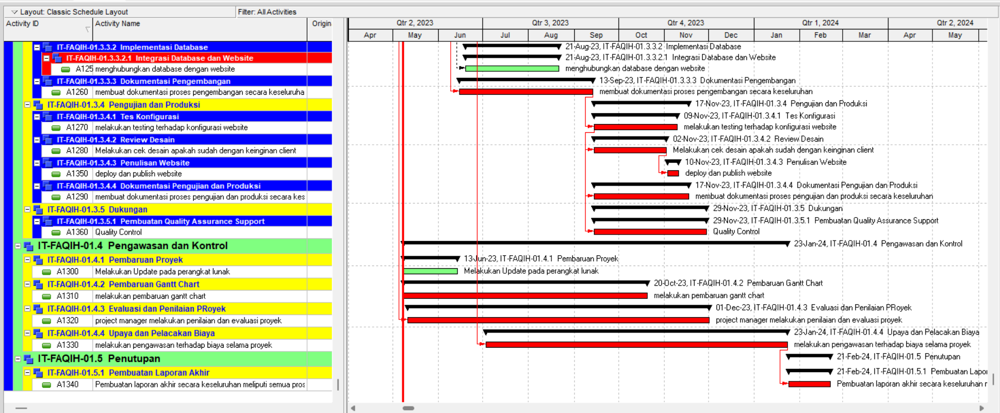 Layout: Classic Schedule Layout
Filter: All Activities
Activity ID
Activity Name
Origin
Qtr 2, 2023
Qtr 3, 2023
Qtr 4, 2023
Qtr 1, 2024
Qtr 2, 2024
Apr
May
Jun
Jul
Aug
Sep
Oct
Nov
Dec
Jan
Feb
Mar
Apr
May
IT-FAQIH-01.3.3.2 Implementasi Database
21-Aug-23, IT-FAQIH-01.3.3.2 Implementasi Database
IT-FAQIH-01.3.3.2.1 Integrasi Database dan Website
21-Aug-23, IT-FAQIH-01.3.3.2.1 Integrasi Database dan Website
A125
menghubungkan database dengan website
menghubungkan database dengan website
IT-FAQIH-01.3.3.3 Dokumentasi Pengembangan
13-Sep-23, IT-FAQIH-01.3.3.3 Dokumentasi Pengembangan
A1260
membuat dokumentasi proses pengembangan secara keseluruha
membuat dokumentasi proses pengembangan secara keseluruhan
IT-FAQIH-01.3.4 Pengujian dan Produksi
17-Nov-23, IT-FAQIH-01.3.4 Pengujian dan Produksi
IT-FAQIH-01.3.4.1 Tes Konfigurasi
09-Nov-23, IT-FAQIH-01.3.4.1 Tes Konfigurasi
A1270
melakukan testing terhadap konfigurasi website
melakukan testing terhadap konfigurasi website
IT-FAQIH-01.3.4.2 Review Desain
02-Nov-23, IT-FAQIH-01.3.4.2 Review Desain
A1280
Melakukan cek desain apakah sudah dengan keinginan client
Melakukan cek desain apakah sudah dengan keinginan client
IT-FAQIH-01.3.4.3 Penulisan Website
10-Nov-23, IT-FAQIH-01.3.4.3 Penulisan Website
A1350
deploy dan publish website
deploy dan publish website
IT-FAQIH-01.3.4.4 Dokumentasi Pengujian dan Produksi
17-Nov-23, IT-FAQIH-01.3.4.4 Dokumentasi Pengujian dan Produksi
A1290
membuat dokumentasi proses pengujian dan produksi secara kes
membuat dokumentasi proses pengujian dan produksi secara keseluruhan
IT-FAQIH-01.3.5 Dukungan
29-Nov-23, IT-FAQIH-01.3.5 Dukungan
IT-FAQIH-01.3.5.1 Pembuatan Quality Assurance Support
29-Nov-23, IT-FAQIH-01.3.5.1 Pembuatan Quality Assurance Support
A1360
Quality Control
Quality Control
IT-FAQIH-01.4 Pengawasan dan Kontrol
23-Jan-24, IT-FAQIH-01.4 Pengawasan dan Kontrol
IT-FAQIH-01.4.1 Pembaruan Proyek
13-Jun-23, IT-FAQIH-01.4.1 Pembaruan Proyek
A1300
Melakukan Update pada perangkat lunak
Melakukan Update pada perangkat lunak
IT-FAQIH-01.4.2 Pembaruan Gantt Chart
20-Oct-23, IT-FAQIH-01.4.2 Pembaruan Gantt Chart
A1310
melakukan pembaruan gantt chart
melakukan pembaruan gantt chart
IT-FAQIH-01.4.3 Evaluasi dan Penilaian PRoyek
01-Dec-23, IT-FAQIH-01.4.3 Evaluasi dan Penilaian PRoyek
A1320
project manager melakukan penilaian dan evaluasi proyek
project manager melakukan penilaian dan evaluasi proyek
IT-FAQIH-01.4.4 Upaya dan Pelacakan Biaya
23-Jan-24, IT-FAQIH-01.4.4 Upaya dan Pelacakan Biaya
A1330
melakukan pengawasan terhadap biaya selama proyek
melakukan pengawasan terhadap biaya selama proyek
IT-FAQIH-01.5 Penutupan
21-Feb-24, IT-FAQIH-01.5 Penutupan
IT-FAQIH-01.5.1 Pembuatan Laporan Akhir
21-Feb-24, IT-FAQIH-01.5.1 Pembuatan Lapor
A1340
Pembuatan laporan akhir secara keseluruhan meliputi semua pros
Pembuatan laporan akhir secara keseluruhan